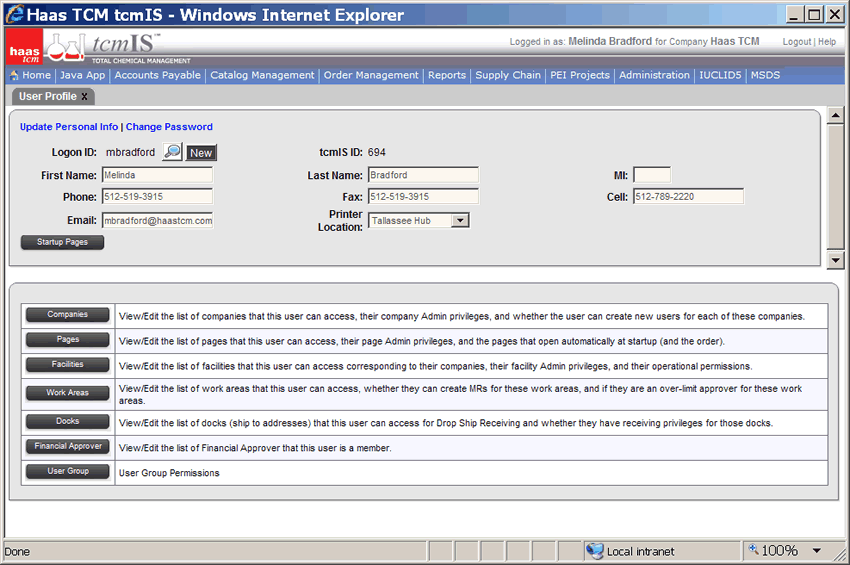 Haas TCM tcmIS - Windows Internet Explorer
haas tcm
tcmIS™
TOTAL CHEMICAL MANAGEMENT
Logged in as: Melinda Bradford for Company Haas TCM
Logout | Help
Home | Java App | Accounts Payable | Catalog Management | Order Management | Reports | Supply Chain | PEI Projects | Administration | IUCLID5 | MSDS
User Profile x
Update Personal Info | Change Password
Logon ID: mbradford New tcmIS ID: 694
First Name: Melinda Last Name: Bradford MI:
Phone: 512-519-3915 Fax: 512-519-3915 Cell: 512-789-2220
Email: mbradford@haastcm.com Printer Location: Tallassee Hub
Startup Pages
Companies View/Edit the list of companies that this user can access, their company Admin privileges, and whether the user can create new users for each of these companies.
Pages View/Edit the list of pages that this user can access, their page Admin privileges, and the pages that open automatically at startup (and the order).
Facilities View/Edit the list of facilities that this user can access corresponding to their companies, their facility Admin privileges, and their operational permissions.
Work Areas View/Edit the list of work areas that this user can access, whether they can create MRs for these work areas, and if they are an over-limit approver for these work
areas.
Docks View/Edit the list of docks (ship to addresses) that this user can access for Drop Ship Receiving and whether they have receiving privileges for those docks.
Financial Approver View/Edit the list of Financial Approver that this user is a member.
User Group User Group Permissions
Done Local intranet 100%